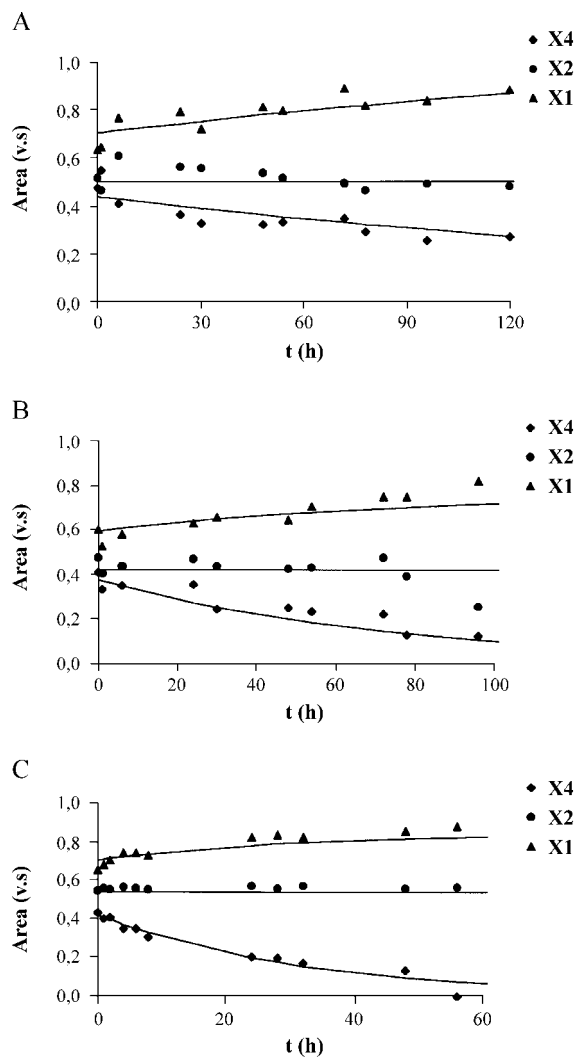 A
X4
X2
X1
1,0
0,8
0,6
0,4
0,2
0,0
Area (v.s)
0 30 60 90 120
t (h)
B
X4
X2
X1
1,0
0,8
0,6
0,4
0,2
0,0
Area (v.s)
0 20 40 60 80 100
t (h)
C
X4
X2
X1
1,0
0,8
0,6
0,4
0,2
0,0
Area (v.s)
0 20 40 60
t (h)